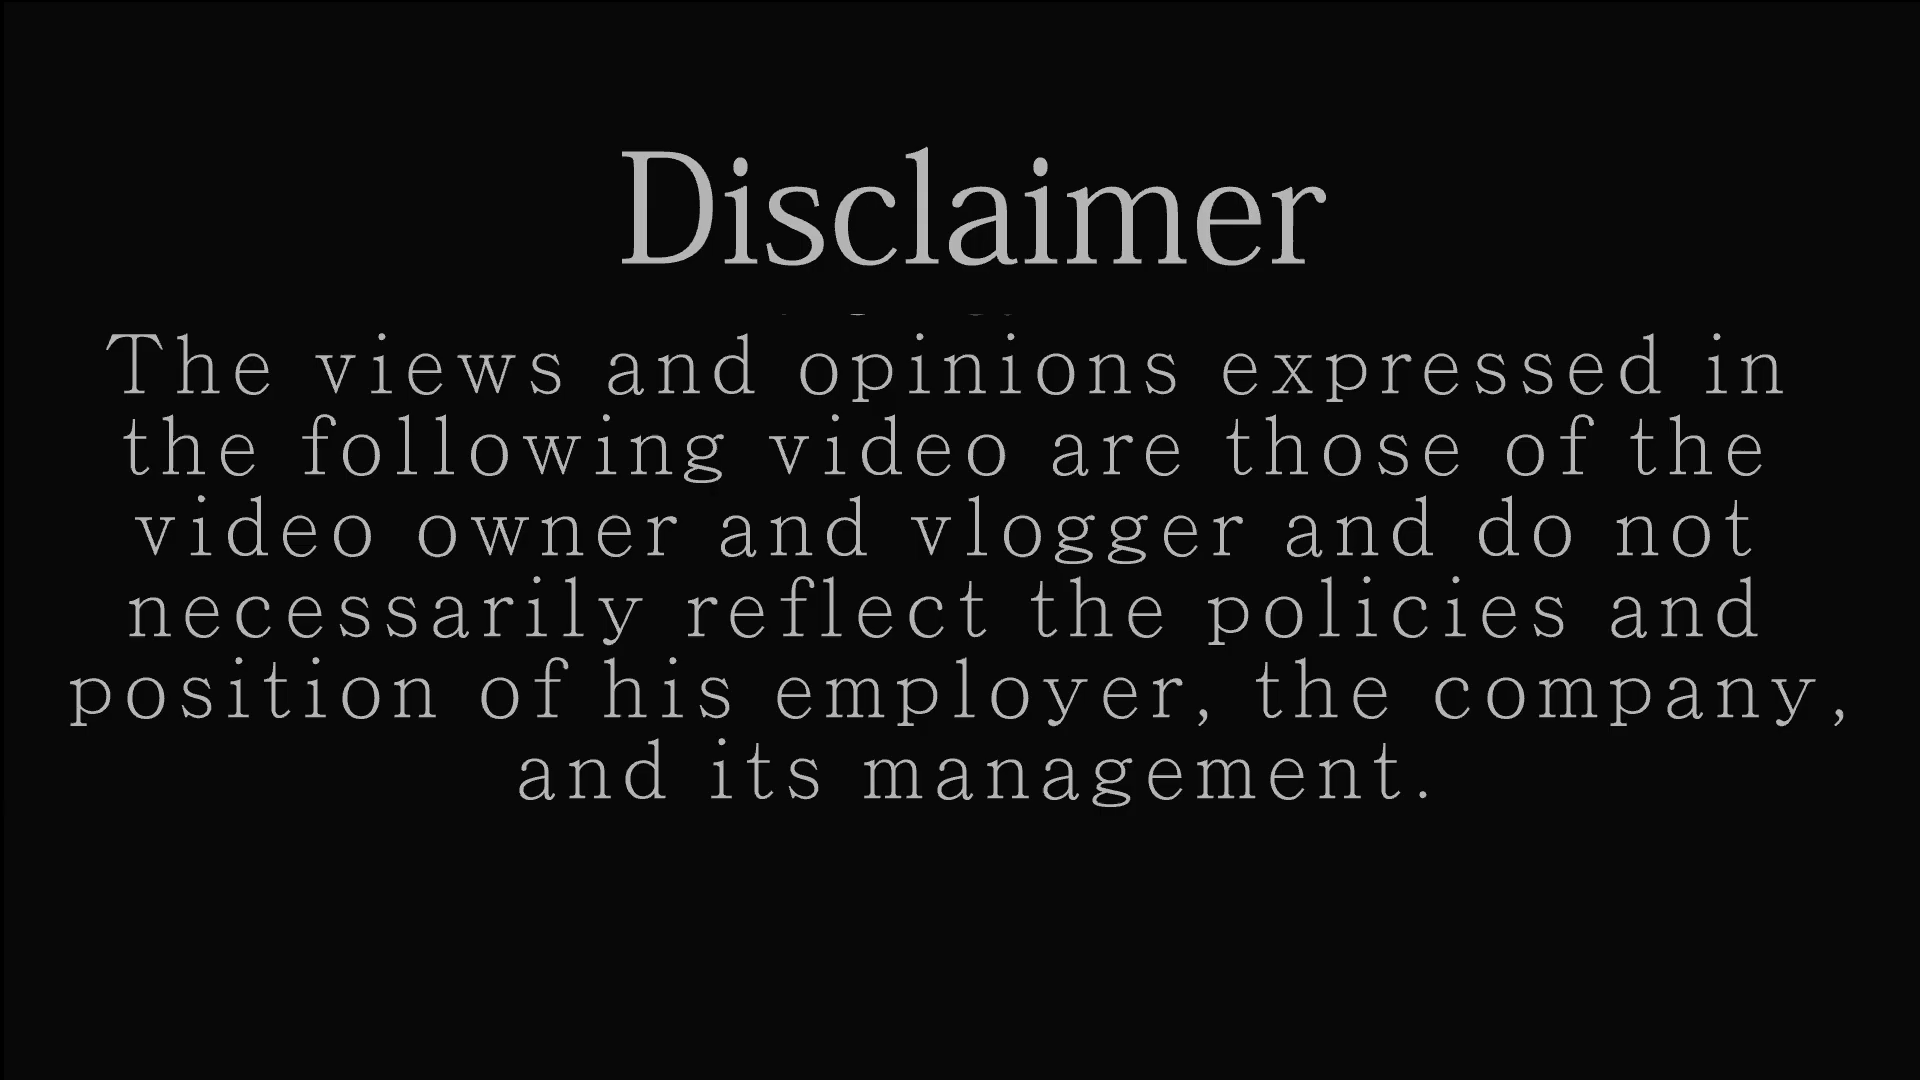 Disclaimer
The views and opinions expressed in
the following video are those of the
video owner and vlogger and do not
necessarily reflect the policies and
position of his employer, the company,
and its management.